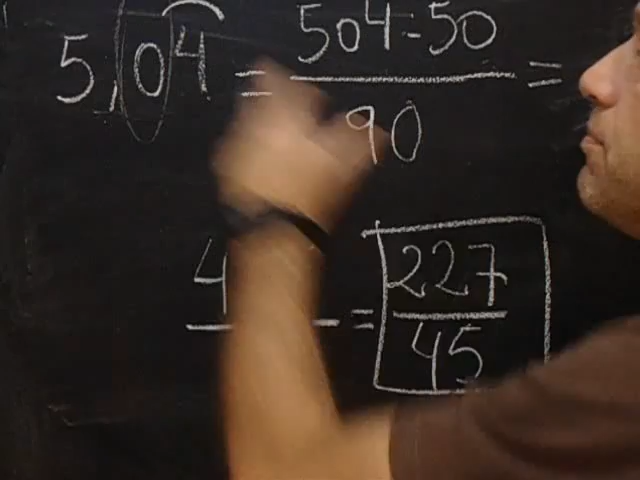 5,04 = 504-50 / 90 =
4 = 227 / 45